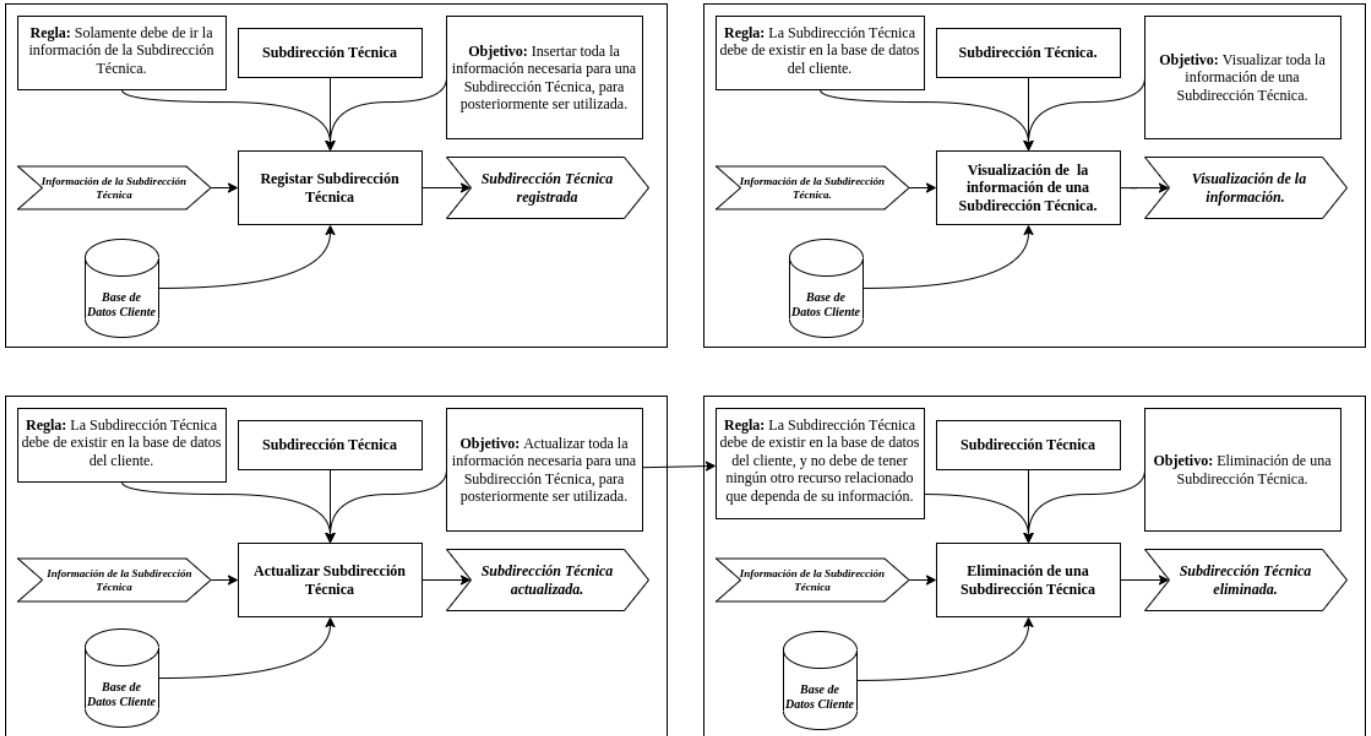 Regla: Solamente debe de ir la
información de la Subdirección
Técnica.
Subdirección Técnica
Objetivo: Insertar toda la
información necesaria para una
Subdirección Técnica, para
posteriormente ser utilizada.
Información de la Subdirección
Técnica
Registar Subdirección
Técnica
Subdirección Técnica
registrada
Base de
Datos Cliente
Regla: La Subdirección Técnica
debe de existir en la base de datos
del cliente.
Subdirección Técnica.
Objetivo: Visualizar toda la
información de una
Subdirección Técnica.
Información de la Subdirección
Técnica.
Visualización de la
información de una
Subdirección Técnica.
Visualización de la
información.
Base de
Datos Cliente
Regla: La Subdirección Técnica
debe de existir en la base de datos
del cliente.
Subdirección Técnica
Objetivo: Actualizar toda la
información necesaria para una
Subdirección Técnica, para
posteriormente ser utilizada.
Información de la Subdirección
Técnica
Actualizar Subdirección
Técnica
Subdirección Técnica
actualizada.
Base de
Datos Cliente
Regla: La Subdirección Técnica
debe de existir en la base de datos
del cliente, y no debe de tener
ningún otro recurso relacionado
que dependa de su información.
Subdirección Técnica
Objetivo: Eliminación de una
Subdirección Técnica.
Información de la Subdirección
Técnica
Eliminación de una
Subdirección Técnica
Subdirección Técnica
eliminada.
Base de
Datos Cliente